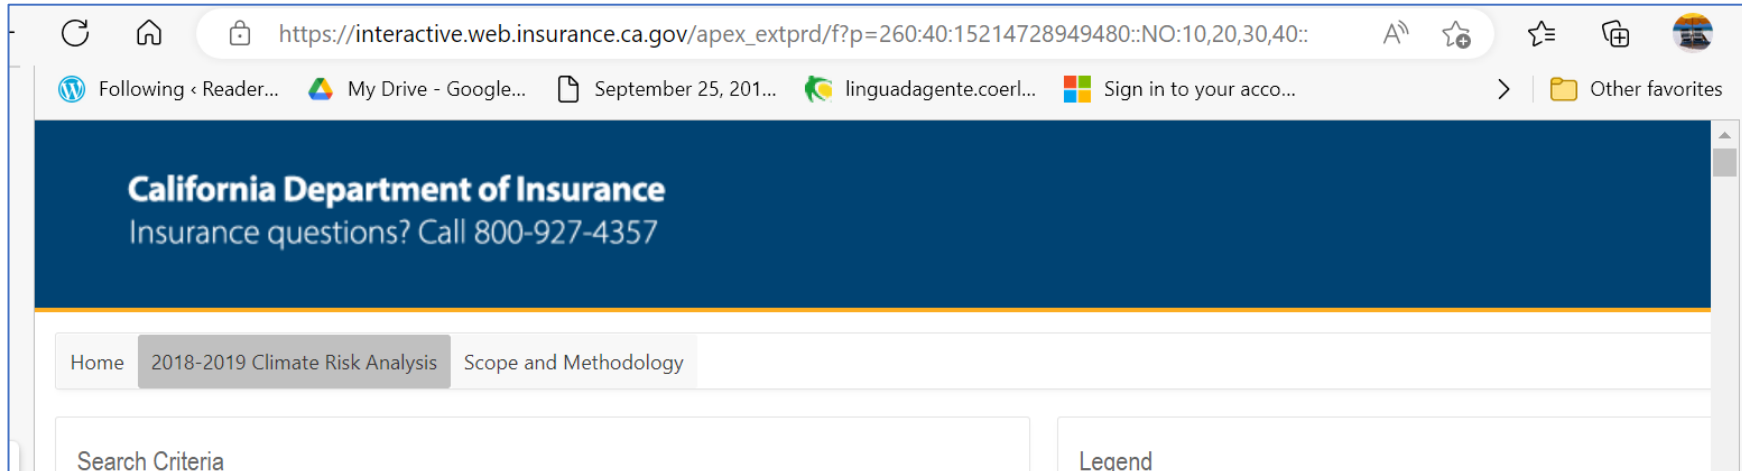 https://interactive.web.insurance.ca.gov/apex_extprd/f?p=260:40:15214728949480::NO:10,20,30,40::
Following ‹ Reader... My Drive - Google... September 25, 201... linguadagente.coerl... Sign in to your acco... Other favorites
California Department of Insurance
Insurance questions? Call 800-927-4357
Home 2018-2019 Climate Risk Analysis Scope and Methodology
Search Criteria Legend